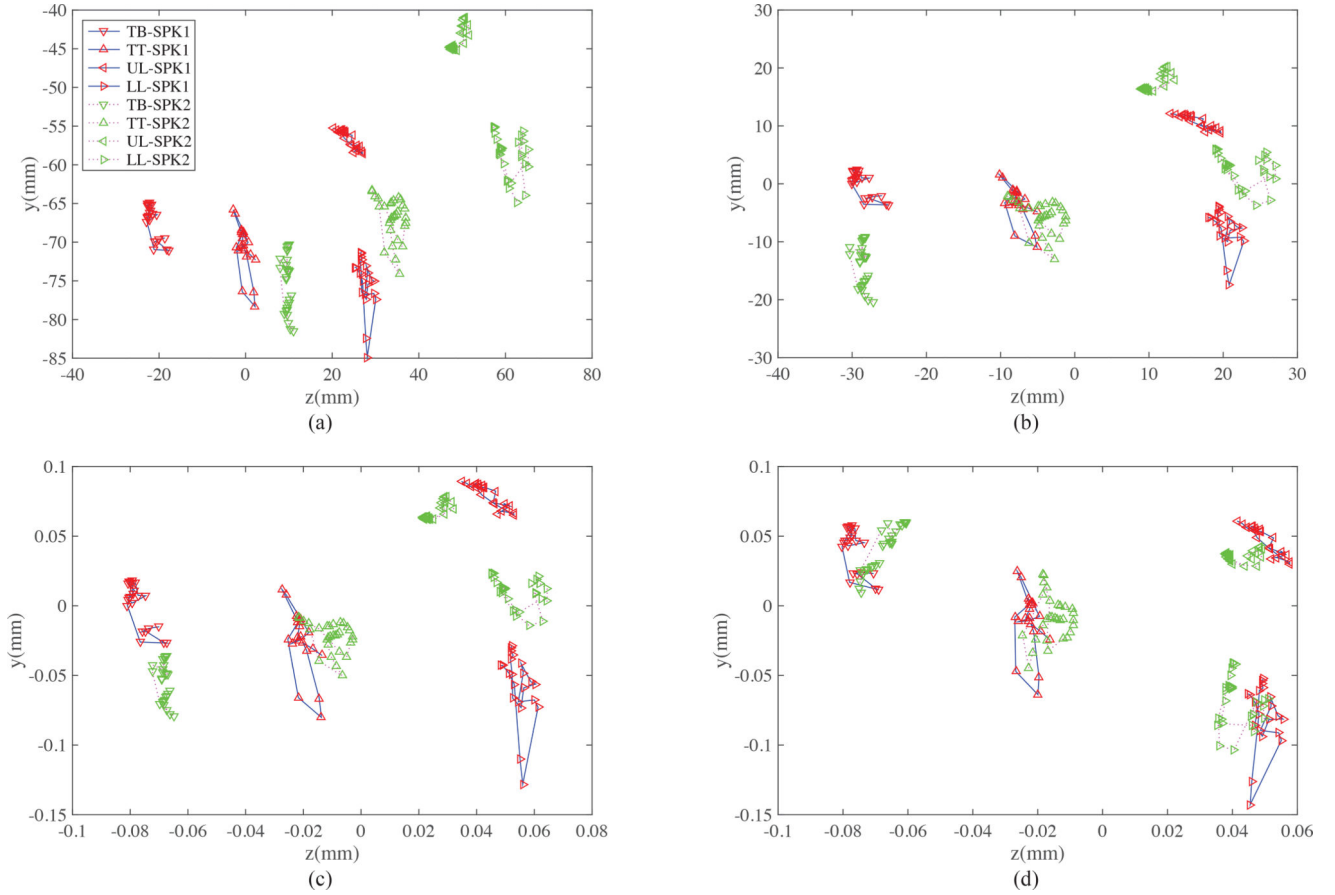 -40
-45
-50
-55
-60
-65
-70
-75
-80
-85
y(mm)
TB-SPK1
TT-SPK1
UL-SPK1
LL-SPK1
TB-SPK2
TT-SPK2
UL-SPK2
LL-SPK2
-40 -20 0 20 40 60 80
z(mm)
(a)
30
20
10
0
-10
-20
-30
y(mm)
-40 -30 -20 -10 0 10 20 30
z(mm)
(b)
0.1
0.05
0
-0.05
-0.1
-0.15
y(mm)
-0.1 -0.08 -0.06 -0.04 -0.02 0 0.02 0.04 0.06 0.08
z(mm)
(c)
0.1
0.05
0
-0.05
-0.1
-0.15
y(mm)
-0.1 -0.08 -0.06 -0.04 -0.02 0 0.02 0.04 0.06
z(mm)
(d)